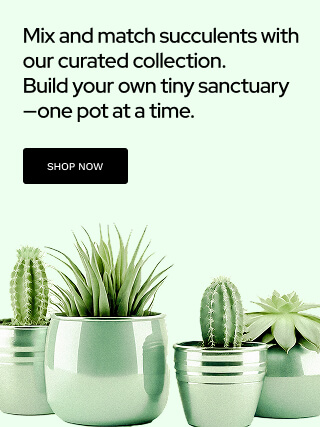 Mix and match succulents with
our curated collection.
Build your own tiny sanctuary
—one pot at a time.
SHOP NOW